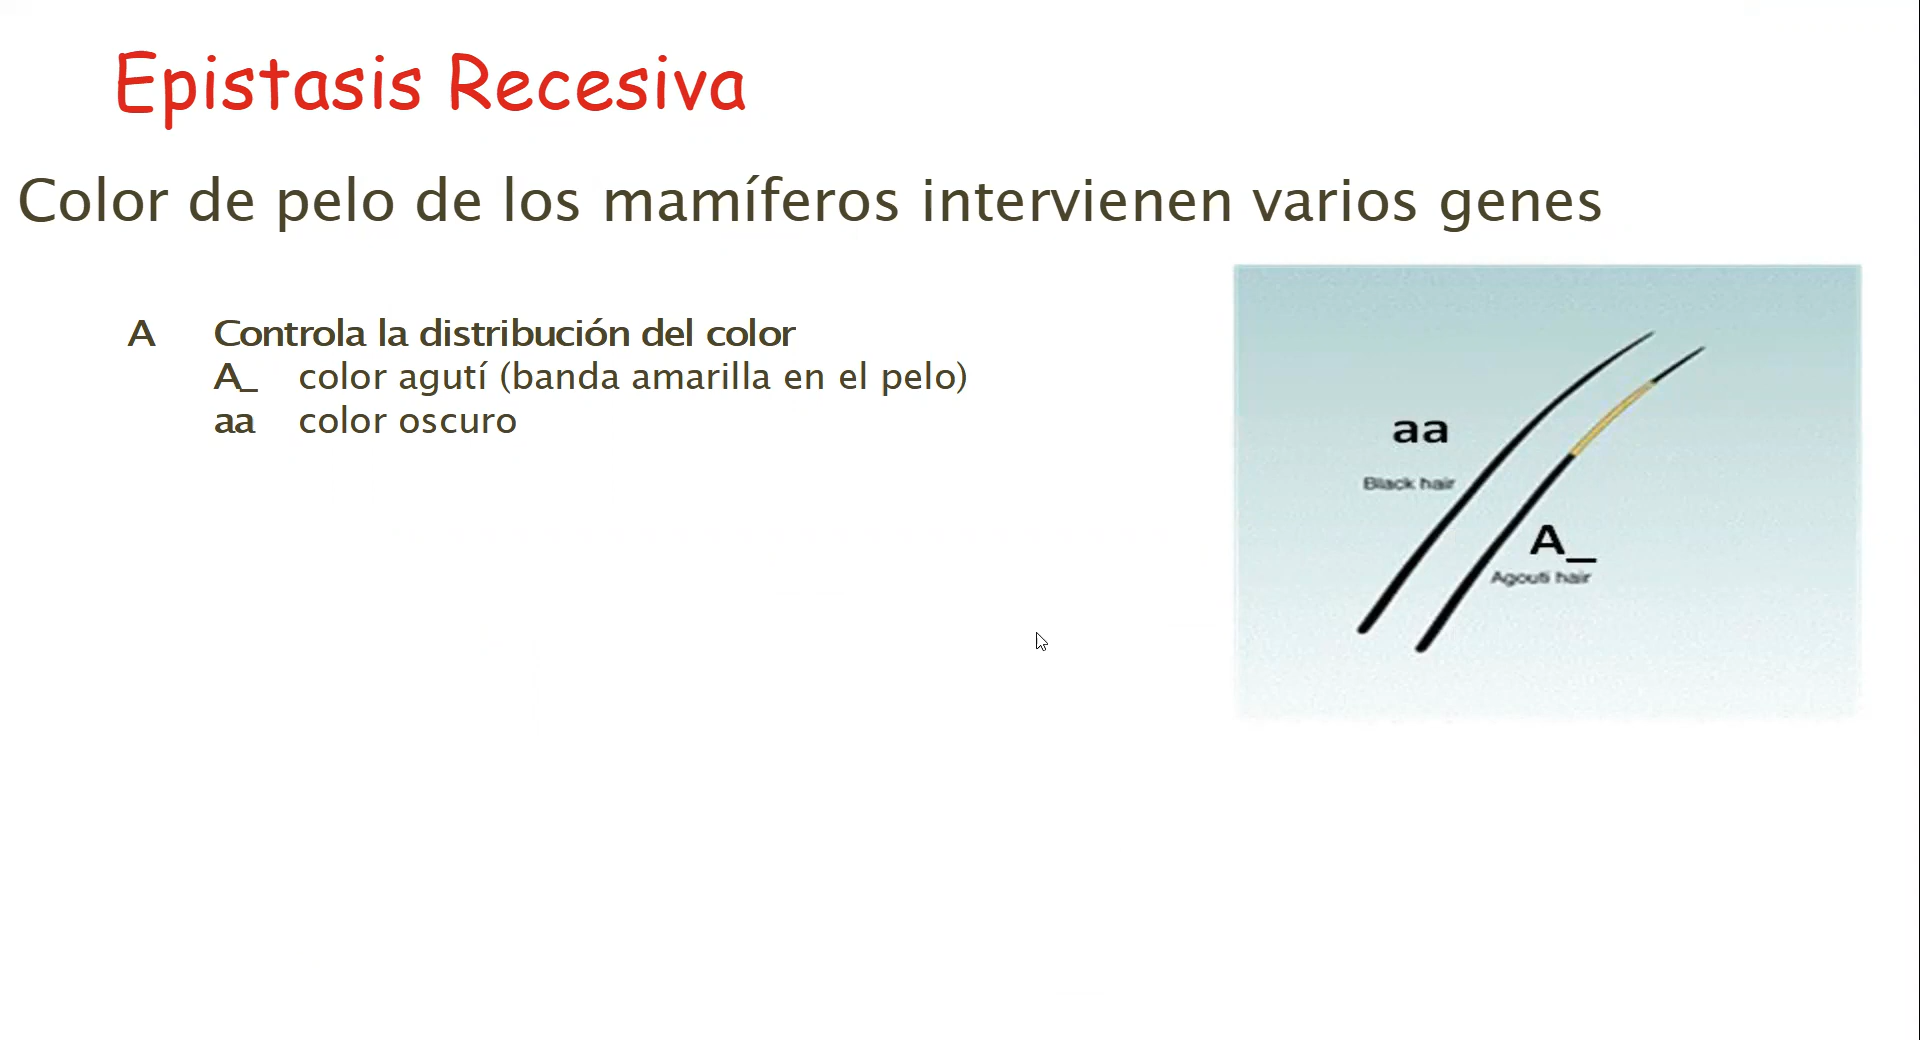 Epistasis Recesiva
Color de pelo de los mamíferos intervienen varios genes
A Controla la distribución del color
A_ color agutí (banda amarilla en el pelo)
aa color oscuro
aa
Black hair
A_
Agouti hair